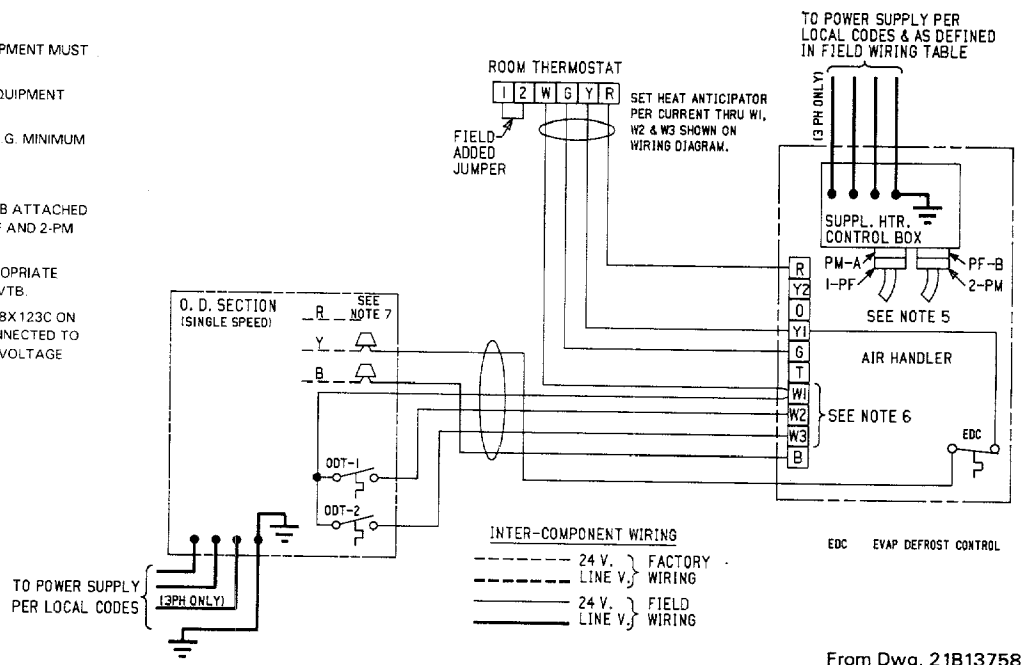 PMENT MUST
QUIPMENT
.G. MINIMUM
B ATTACHED
F AND 2-PM
OPRIATE
VTB.
8X123C ON
NNECTED TO
VOLTAGE
ROOM THERMOSTAT
1 2 W G Y R
FIELD-
ADDED
JUMPER
SET HEAT ANTICIPATOR
PER CURRENT THRU W1,
W2 & W3 SHOWN ON
WIRING DIAGRAM.
TO POWER SUPPLY PER
LOCAL CODES & AS DEFINED
IN FIELD WIRING TABLE
(3 PH ONLY)
SUPPL. HTR.
CONTROL BOX
PM-A
1-PF
PF-B
2-PM
SEE NOTE 5
R
Y2
O
Y1
G
T
W1
W2
W3
B
AIR HANDLER
SEE NOTE 6
EDC
O. D. SECTION
(SINGLE SPEED)
R
SEE
NOTE 7
Y
B
ODT-1
ODT-2
TO POWER SUPPLY
PER LOCAL CODES
(3PH ONLY)
INTER-COMPONENT WIRING
24 V.
LINE V.
FACTORY
WIRING
24 V.
LINE V.
FIELD
WIRING
EDC EVAP DEFROST CONTROL
From Dwg. 21B13758